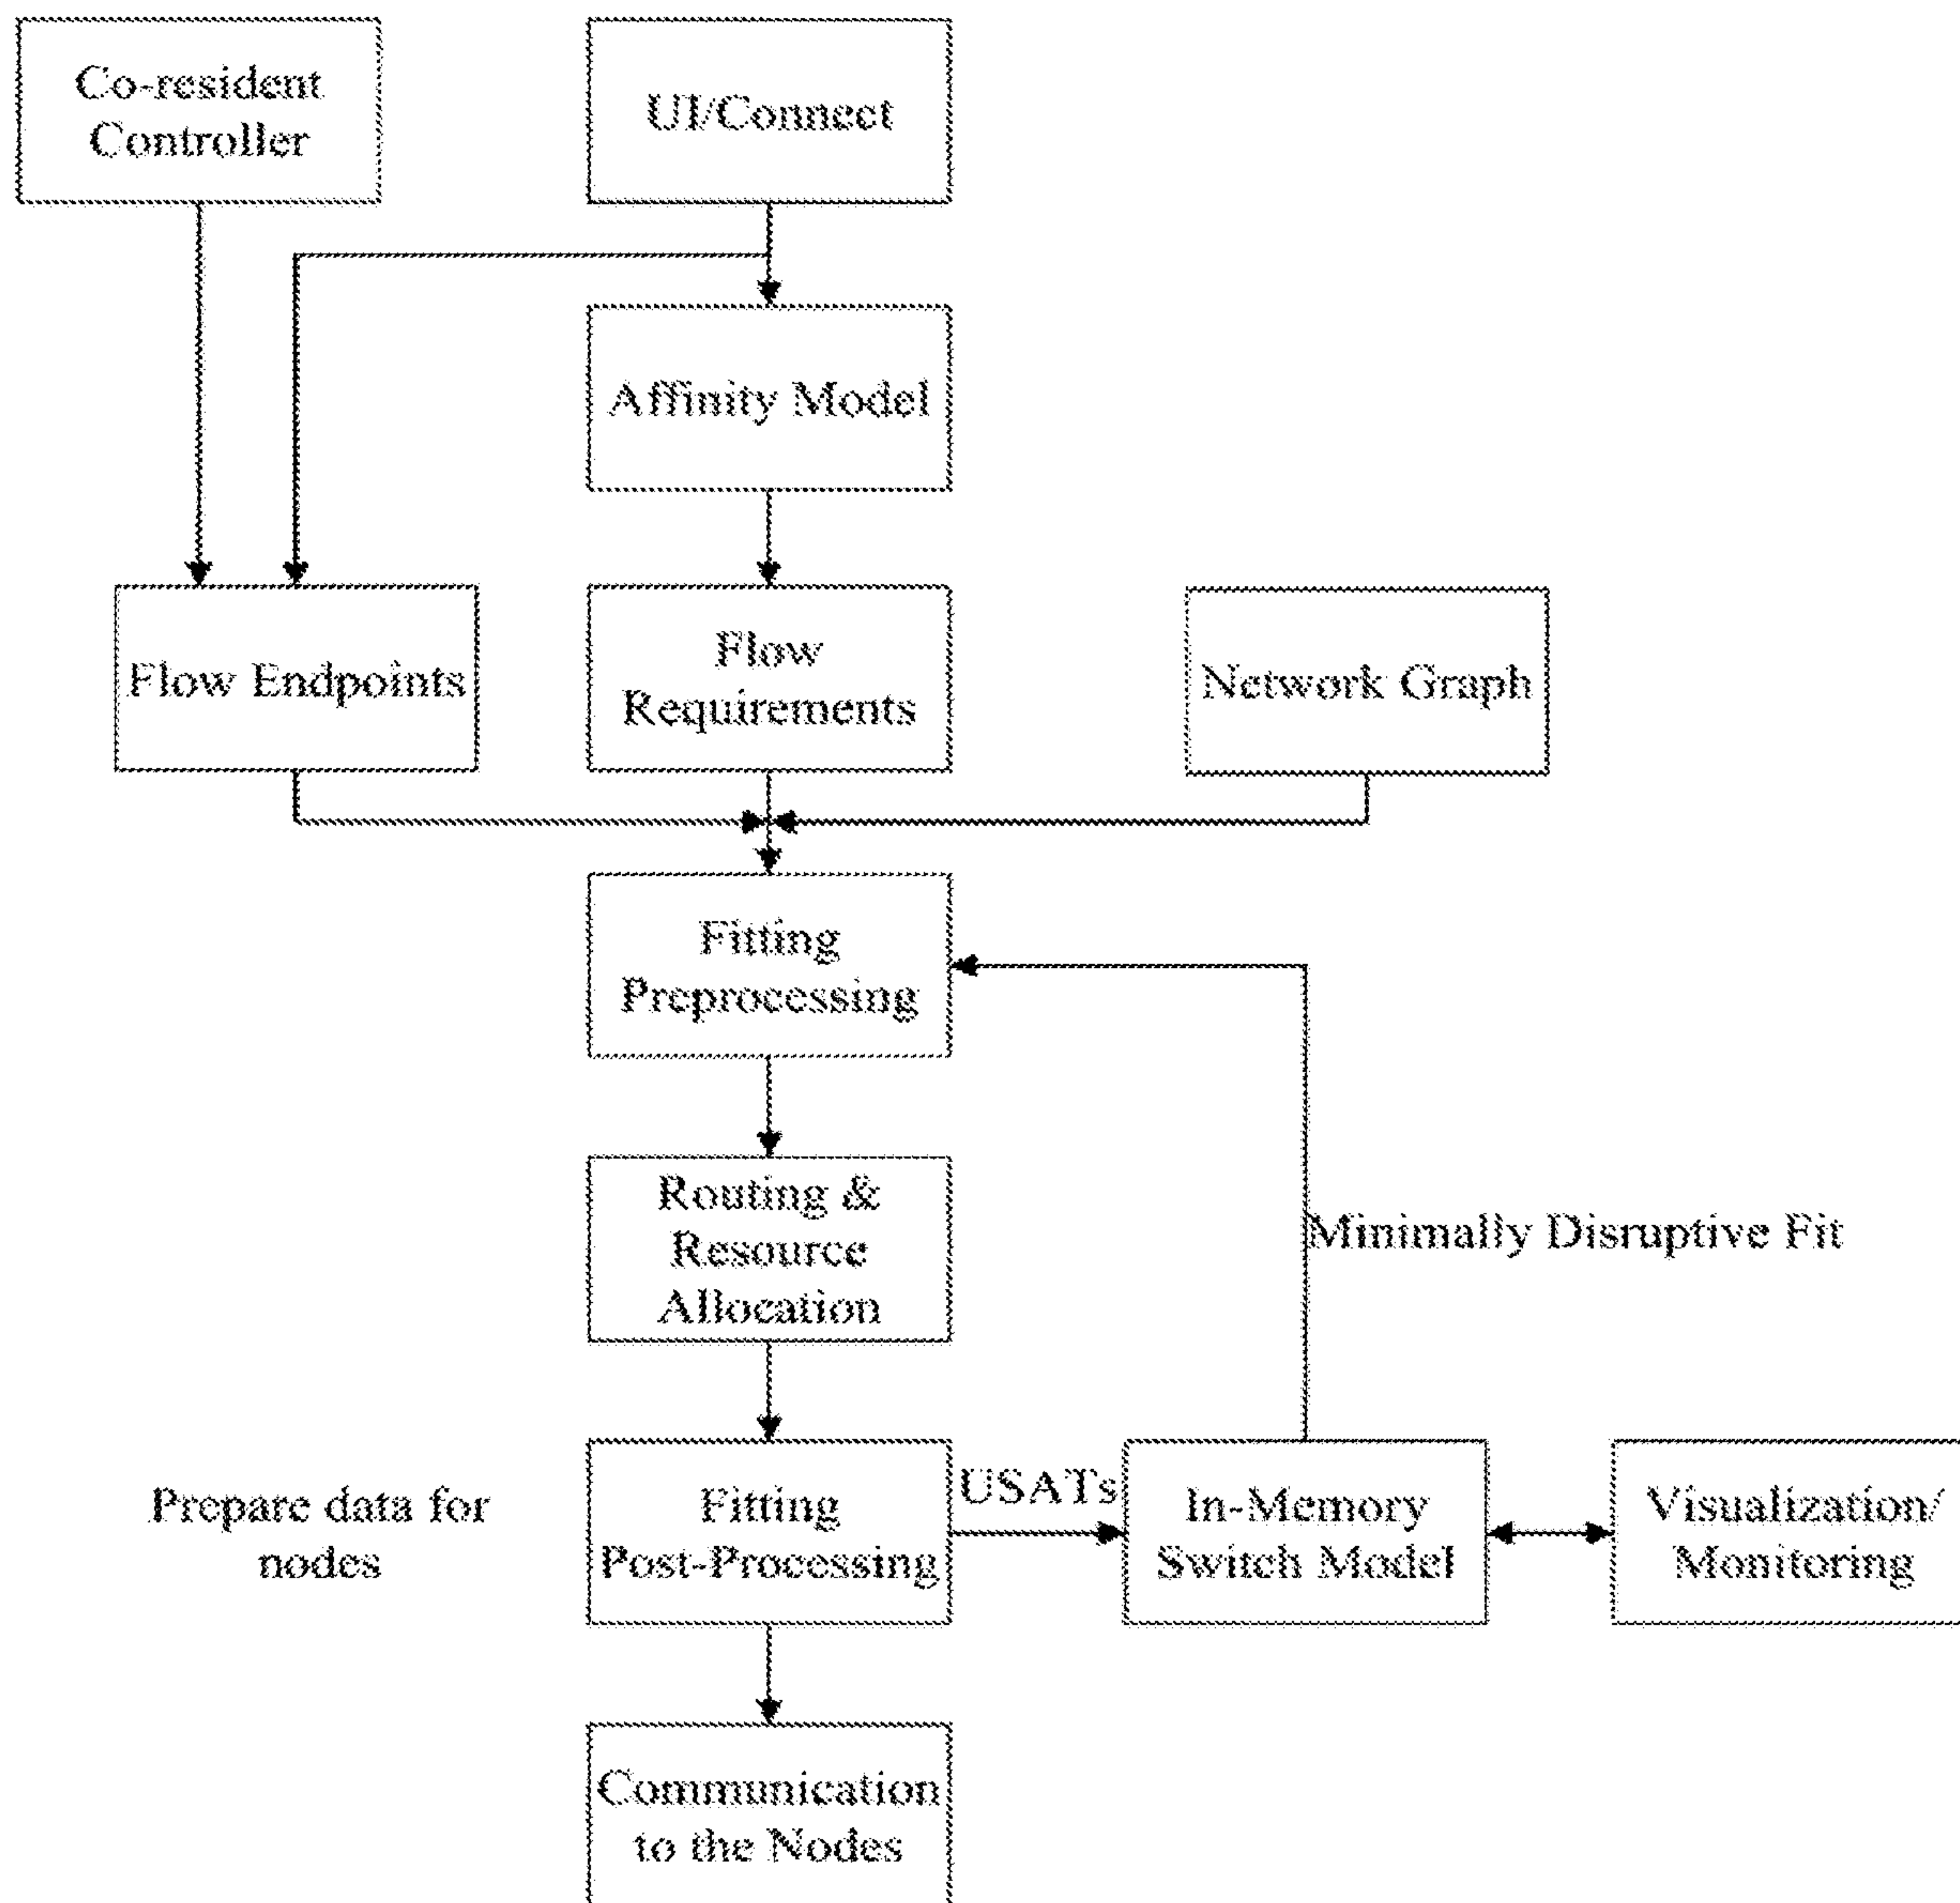 Co-resident
Controller
UI/Connect
Affinity Model
Flow Endpoints
Flow
Requirements
Network Graph
Fitting
Preprocessing
Routing &
Resource
Allocation
Minimally Disruptive Fit
Prepare data for
nodes
Fitting
Post-Processing
USATs
In-Memory
Switch Model
Visualization/
Monitoring
Communication
to the Nodes